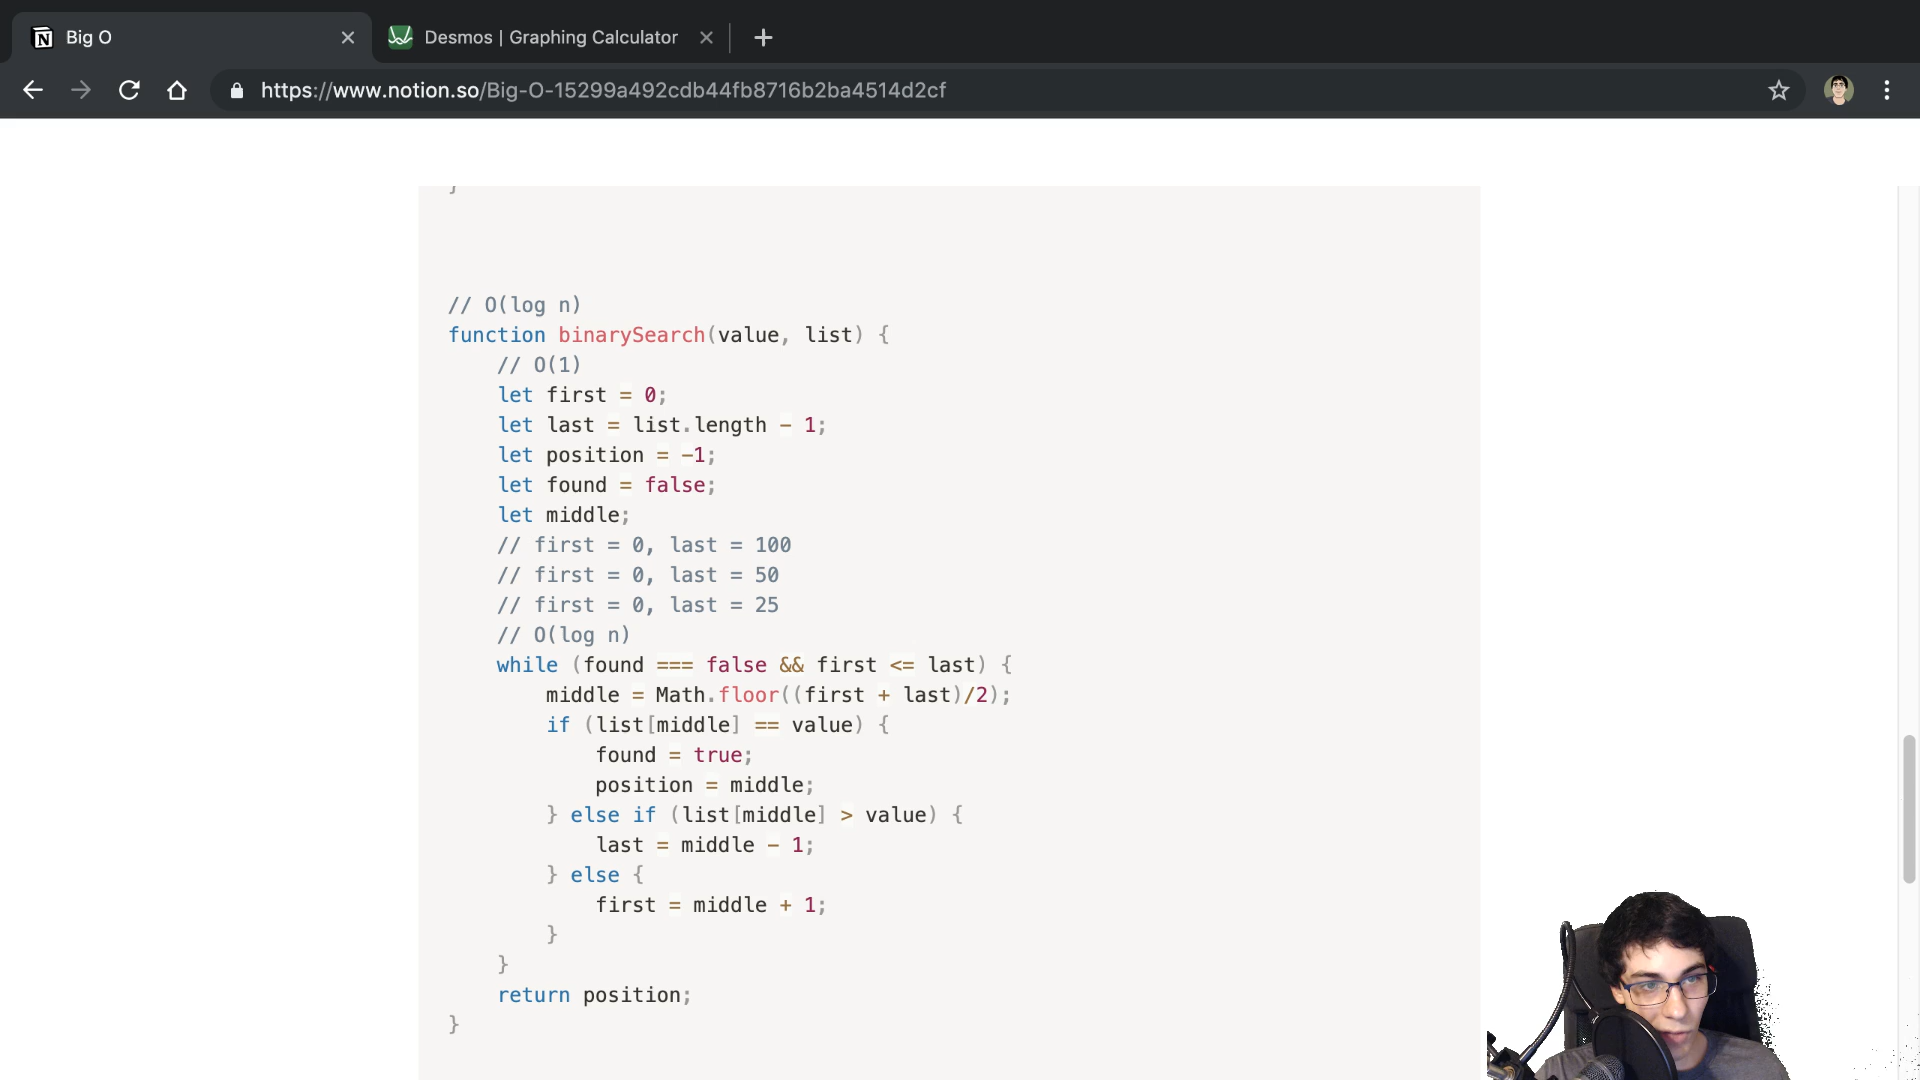 Big O
Desmos | Graphing Calculator
https://www.notion.so/Big-O-15299a492cdb44fb8716b2ba4514d2cf
}
// O(log n)
function binarySearch(value, list) {
    // O(1)
    let first = 0;
    let last = list.length - 1;
    let position = -1;
    let found = false;
    let middle;
    // first = 0, last = 100
    // first = 0, last = 50
    // first = 0, last = 25
    // O(log n)
    while (found === false && first <= last) {
        middle = Math.floor((first + last)/2);
        if (list[middle] == value) {
            found = true;
            position = middle;
        } else if (list[middle] > value) {
            last = middle - 1;
        } else {
            first = middle + 1;
        }
    }
    return position;
}